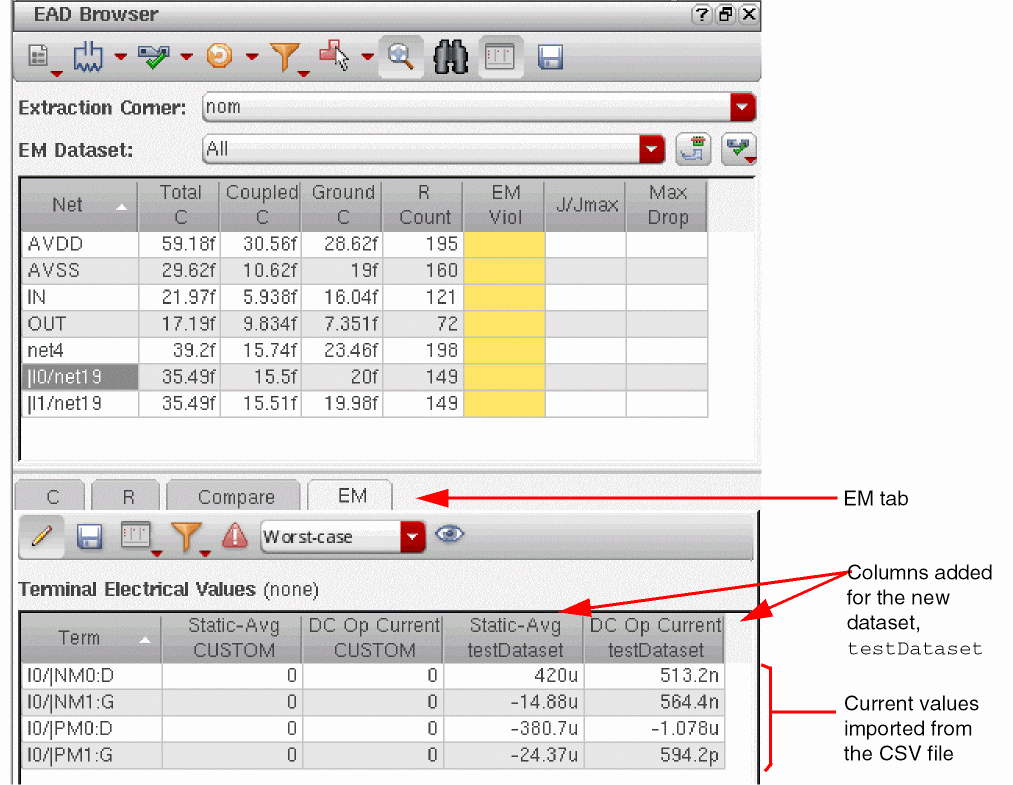 EAD Browser
Extraction Corner: nom
EM Dataset: All
Net Total C Coupled C Ground C R Count EM Viol J/Jmax Max Drop
AVDD 59.18f 30.56f 28.62f 195
AVSS 29.62f 10.62f 19f 160
IN 21.97f 5.938f 16.04f 121
OUT 17.19f 9.834f 7.351f 72
net4 39.2f 15.74f 23.46f 198
|I0/net19 35.49f 15.5f 20f 149
|I1/net19 35.49f 15.51f 19.98f 149
C R Compare EM
EM tab
Worst-case
Terminal Electrical Values (none)
Columns added
for the new
dataset,
testDataset
Term Static-Avg CUSTOM DC Op Current CUSTOM Static-Avg testDataset DC Op Current testDataset
I0/|NM0:D 0 0 420u 513.2n
I0/|NM1:G 0 0 -14.88u 564.4n
I0/|PM0:D 0 0 -380.7u -1.078u
I0/|PM1:G 0 0 -24.37u 594.2p
Current values
imported from
the CSV file